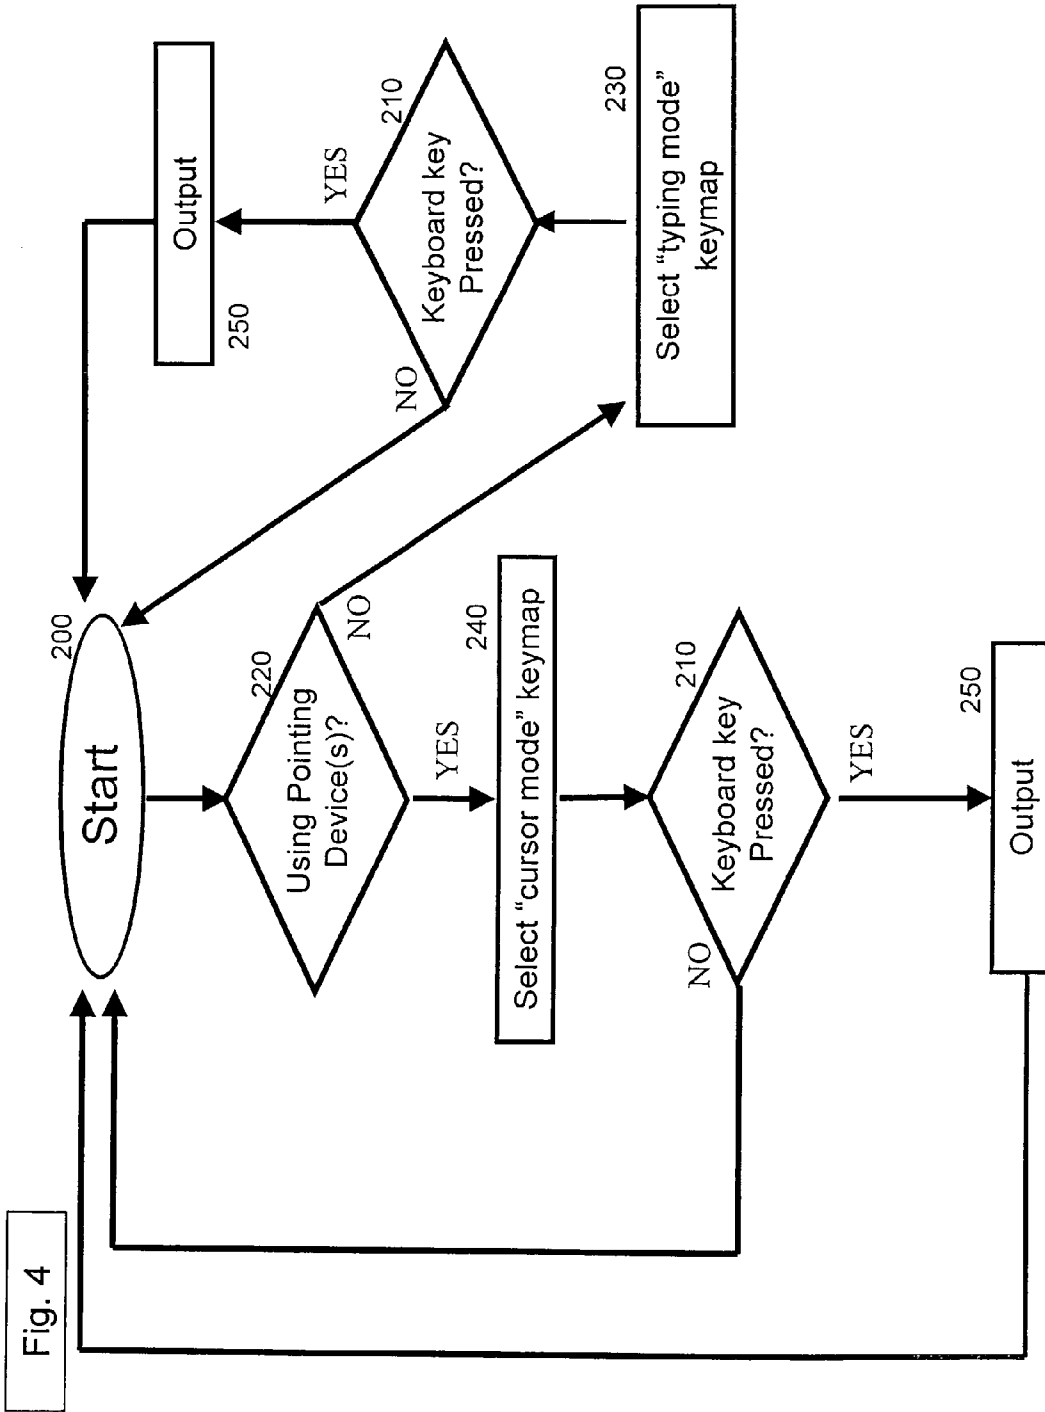 Fig. 4
Start
200
Using Pointing
Device(s)?
220
NO
YES
Select “cursor mode” keymap
240
Keyboard key
Pressed?
210
NO
YES
Output
250
Select “typing mode”
keymap
230
Keyboard key
Pressed?
210
NO
YES
Output
250